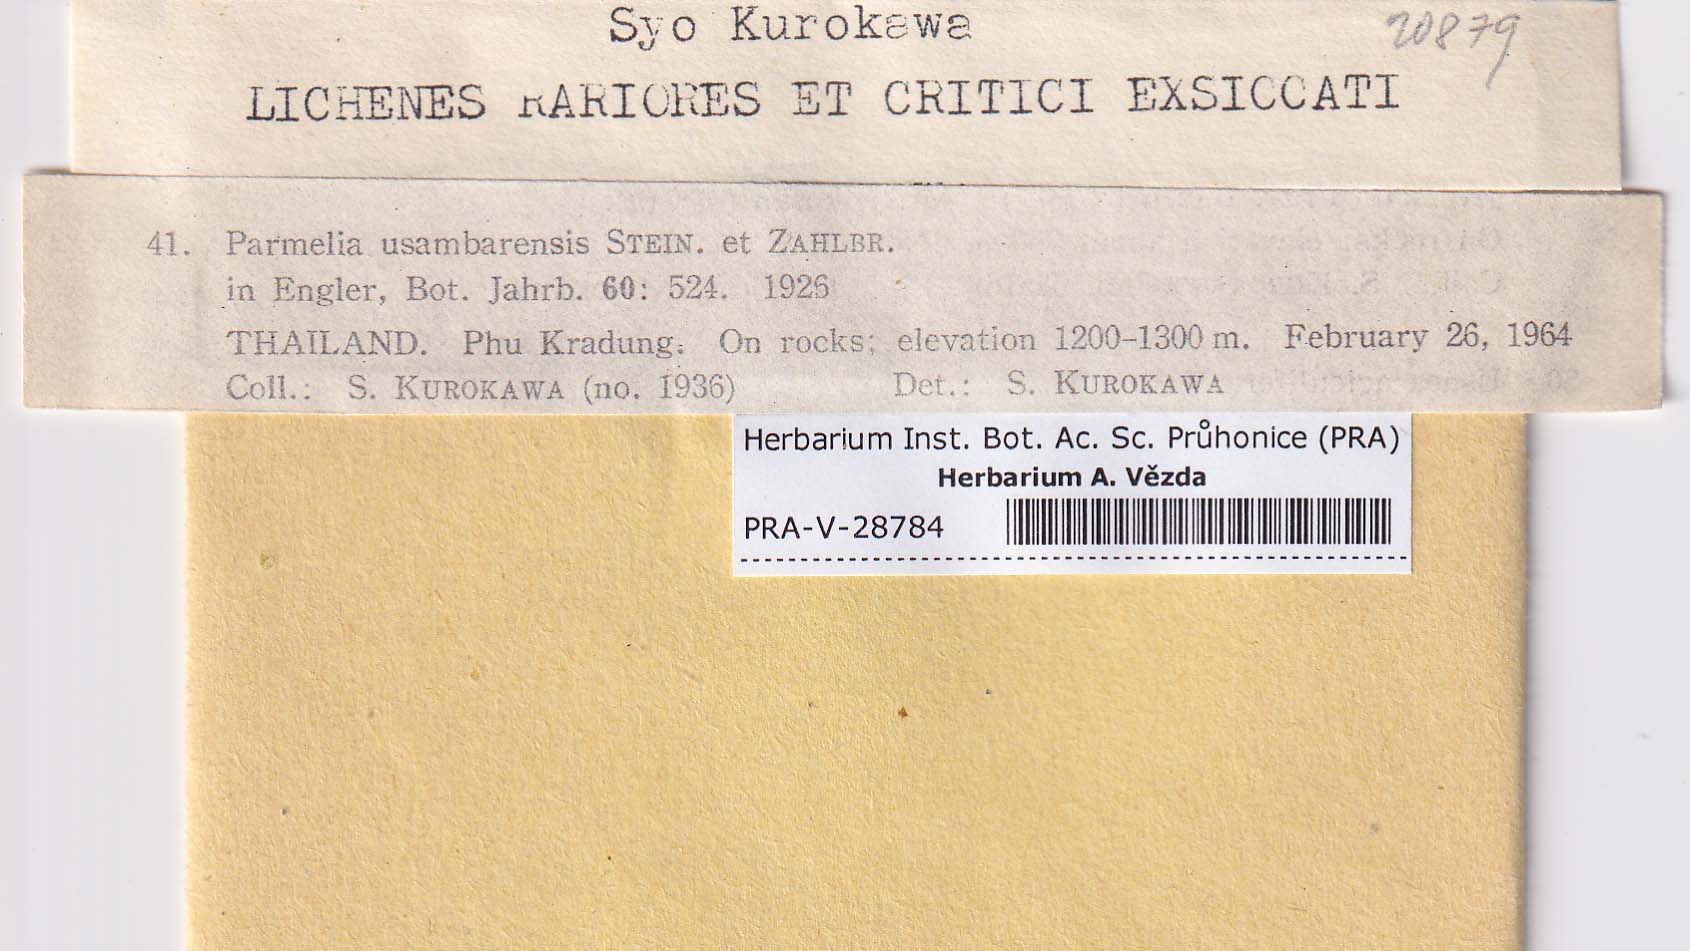 Syo Kurokawa
20879
LICHENES RARIORES ET CRITICI EXSICCATI
41. Parmelia usambarensis STEIN. et ZAHLBR.
in Engler, Bot. Jahrb. 60: 524. 1926
THAILAND. Phu Kradung. On rocks; elevation 1200-1300 m. February 26, 1964
Coll.: S. KUROKAWA (no. 1936) Det.: S. KUROKAWA
Herbarium Inst. Bot. Ac. Sc. Průhonice (PRA)
Herbarium A. Vězda
PRA-V-28784